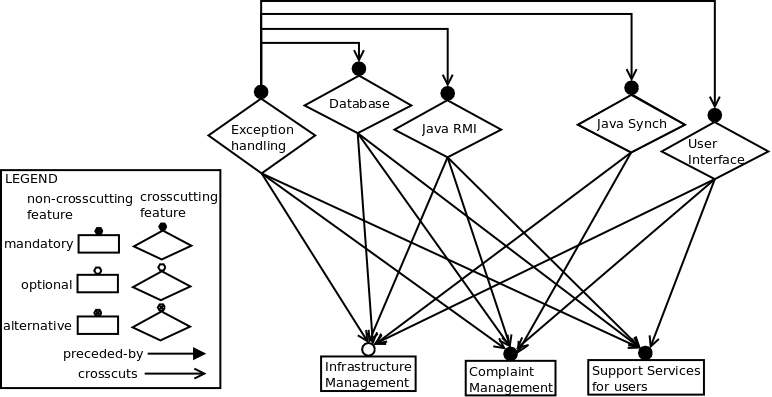 Exception
handling
Database
Java RMI
Java Synch
User
Interface
LEGEND
non-crosscutting
feature
crosscutting
feature
mandatory
optional
alternative
preceded-by
crosscuts
Infrastructure
Management
Complaint
Management
Support Services
for users